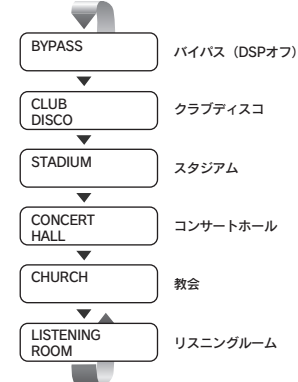 BYPASS
バイパス（DSPオフ）
CLUB
DISCO
クラブディスコ
STADIUM
スタジアム
CONCERT
HALL
コンサートホール
CHURCH
教会
LISTENING
ROOM
リスニングルーム